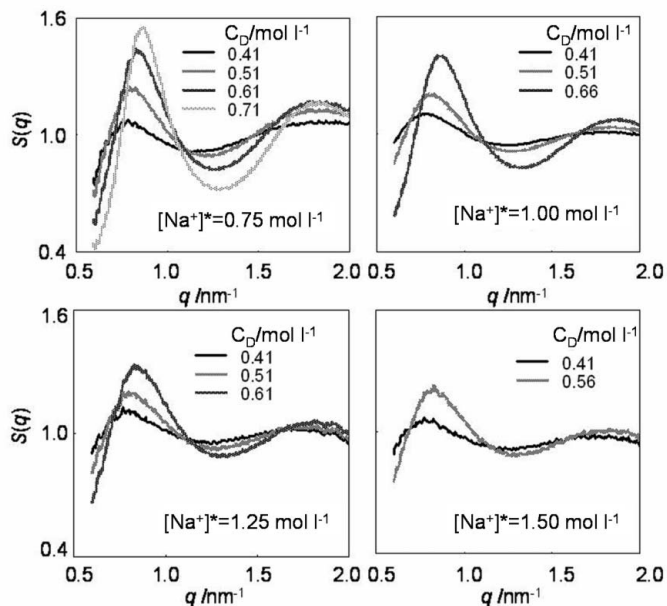 C_D/mol l⁻¹
0.41
0.51
0.61
0.71
[Na⁺]*=0.75 mol l⁻¹
S(q)
1.6
1.0
0.4
0.5 1.0 1.5 2.0
q /nm⁻¹
C_D/mol l⁻¹
0.41
0.51
0.66
[Na⁺]*=1.00 mol l⁻¹
0.5 1.0 1.5 2.0
q /nm⁻¹
C_D/mol l⁻¹
0.41
0.51
0.61
[Na⁺]*=1.25 mol l⁻¹
S(q)
1.6
1.0
0.4
0.5 1.0 1.5 2.0
q /nm⁻¹
C_D/mol l⁻¹
0.41
0.56
[Na⁺]*=1.50 mol l⁻¹
0.5 1.0 1.5 2.0
q /nm⁻¹